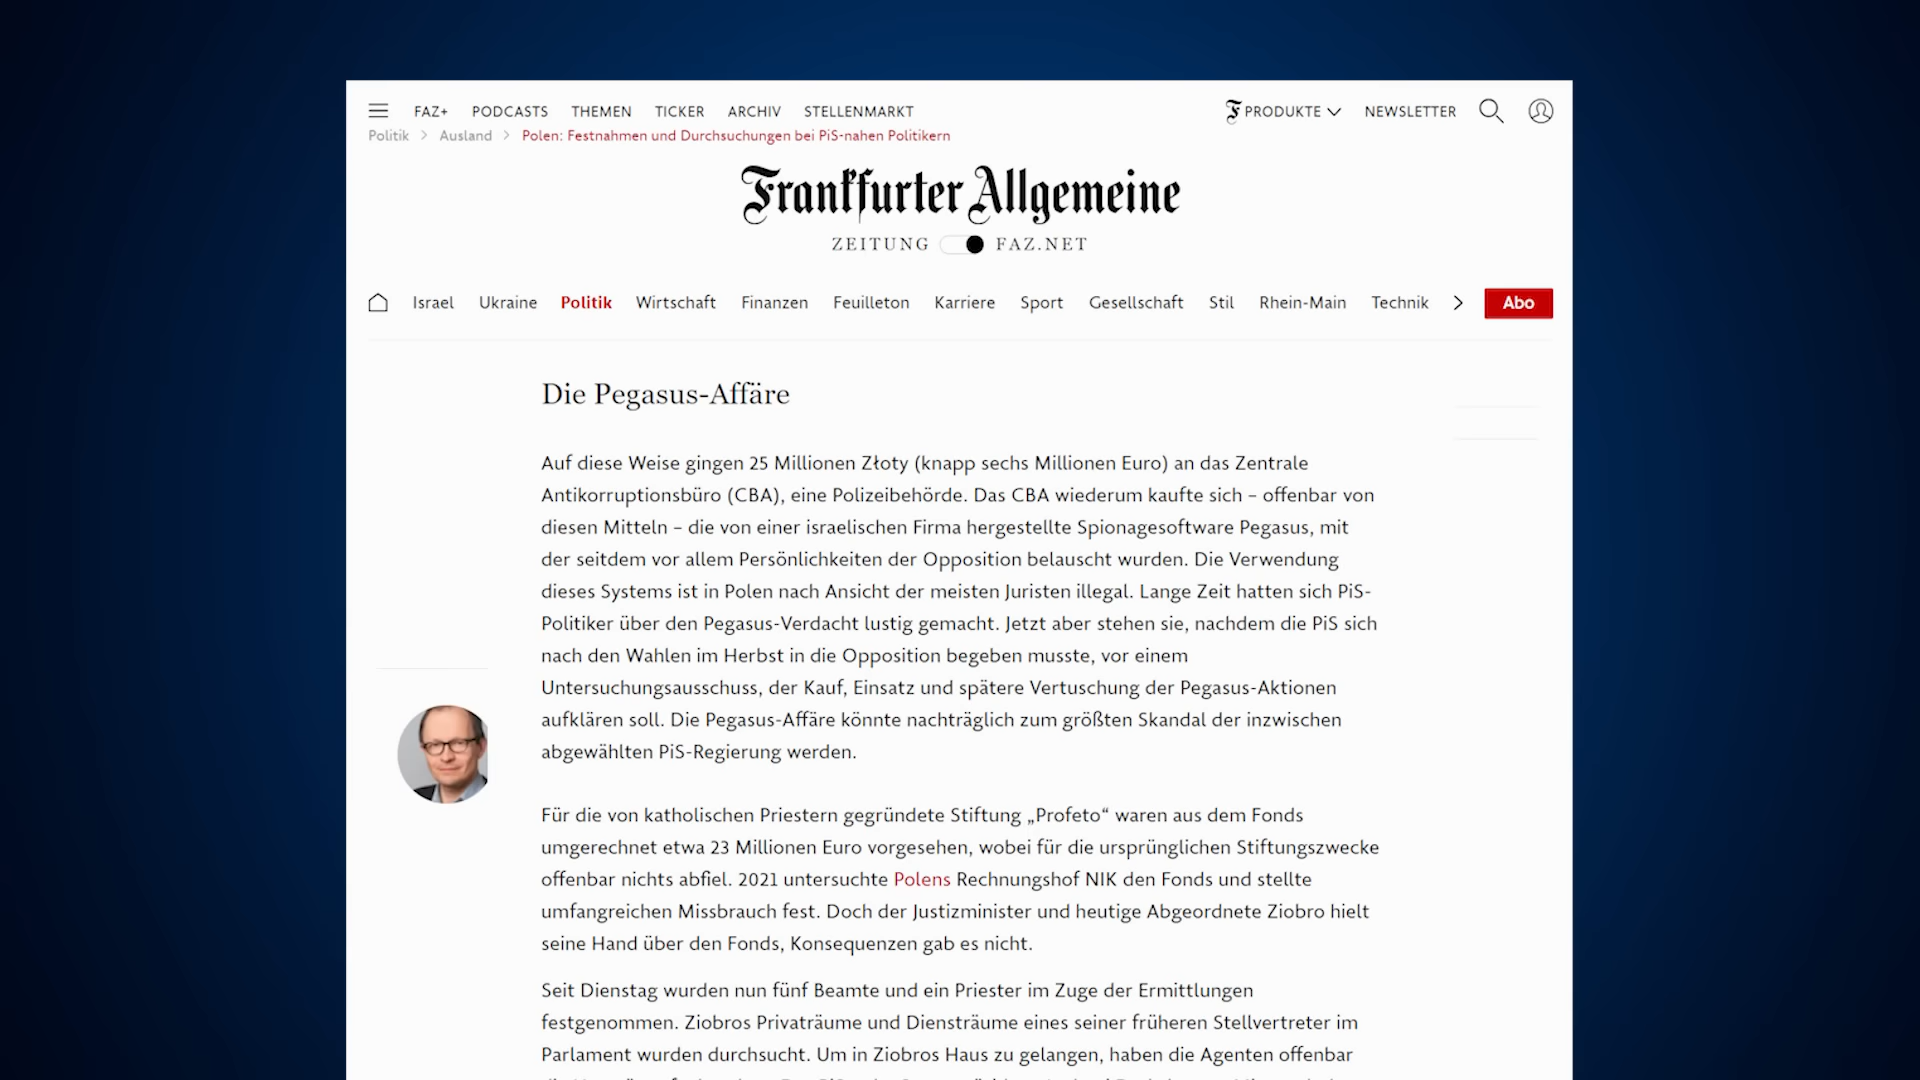 FAZ+ PODCASTS THEMEN TICKER ARCHIV STELLENMARKT PRODUKTE NEWSLETTER
Politik > Ausland > Polen: Festnahmen und Durchsuchungen bei PiS-nahen Politikern
Frankfurter Allgemeine
ZEITUNG FAZ.NET
Israel Ukraine Politik Wirtschaft Finanzen Feuilleton Karriere Sport Gesellschaft Stil Rhein-Main Technik > Abo
Die Pegasus-Affäre
Auf diese Weise gingen 25 Millionen Złoty (knapp sechs Millionen Euro) an das Zentrale
Antikorruptionsbüro (CBA), eine Polizeibehörde. Das CBA wiederum kaufte sich – offenbar von
diesen Mitteln – die von einer israelischen Firma hergestellte Spionagesoftware Pegasus, mit
der seitdem vor allem Persönlichkeiten der Opposition belauscht wurden. Die Verwendung
dieses Systems ist in Polen nach Ansicht der meisten Juristen illegal. Lange Zeit hatten sich PiS-
Politiker über den Pegasus-Verdacht lustig gemacht. Jetzt aber stehen sie, nachdem die PiS sich
nach den Wahlen im Herbst in die Opposition begeben musste, vor einem
Untersuchungsausschuss, der Kauf, Einsatz und spätere Vertuschung der Pegasus-Aktionen
aufklären soll. Die Pegasus-Affäre könnte nachträglich zum größten Skandal der inzwischen
abgewählten PiS-Regierung werden.
Für die von katholischen Priestern gegründete Stiftung „Profeto“ waren aus dem Fonds
umgerechnet etwa 23 Millionen Euro vorgesehen, wobei für die ursprünglichen Stiftungszwecke
offenbar nichts abfiel. 2021 untersuchte Polens Rechnungshof NIK den Fonds und stellte
umfangreichen Missbrauch fest. Doch der Justizminister und heutige Abgeordnete Ziobro hielt
seine Hand über den Fonds, Konsequenzen gab es nicht.
Seit Dienstag wurden nun fünf Beamte und ein Priester im Zuge der Ermittlungen
festgenommen. Ziobros Privaträume und Diensträume eines seiner früheren Stellvertreter im
Parlament wurden durchsucht. Um in Ziobros Haus zu gelangen, haben die Agenten offenbar